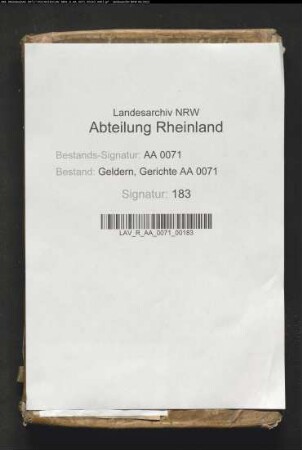 Landesarchiv NRW
Abteilung Rheinland
Bestands-Signatur: AA 0071
Bestand: Geldern, Gerichte AA 0071
Signatur: 183
LAV_R_AA_0071_00183